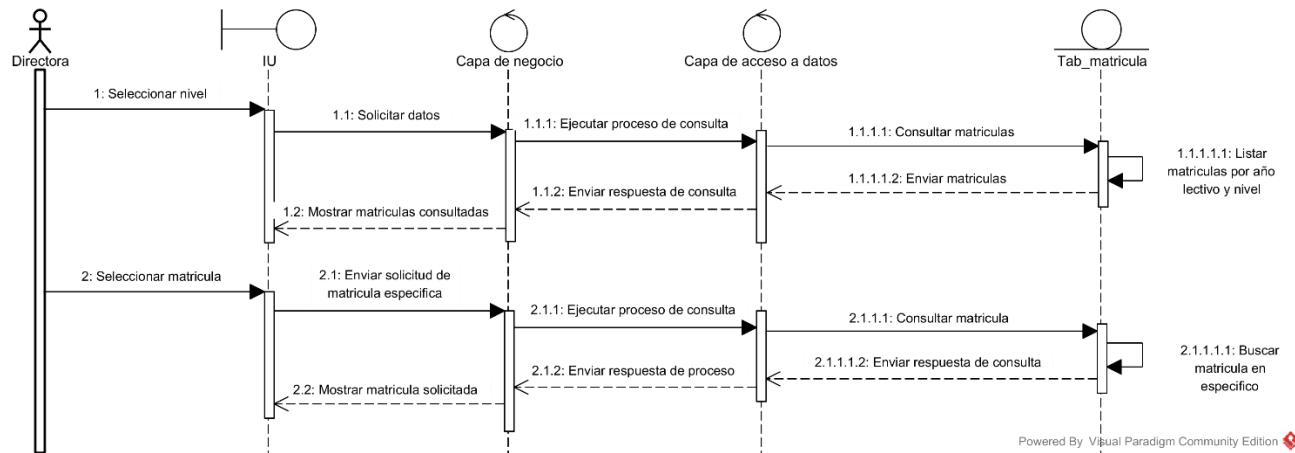 Directora
IU
Capa de negocio
Capa de acceso a datos
Tab_matricula
1: Seleccionar nivel
1.1: Solicitar datos
1.1.1: Ejecutar proceso de consulta
1.1.1.1: Consultar matriculas
1.1.1.1.1: Listar
matriculas por año
lectivo y nivel
1.1.1.1.2: Enviar matriculas
1.1.2: Enviar respuesta de consulta
1.2: Mostrar matriculas consultadas
2: Seleccionar matricula
2.1: Enviar solicitud de
matricula especifica
2.1.1: Ejecutar proceso de consulta
2.1.1.1: Consultar matricula
2.1.1.1.1: Buscar
matricula en
especifico
2.1.1.1.2: Enviar respuesta de consulta
2.1.2: Enviar respuesta de proceso
2.2: Mostrar matricula solicitada
Powered By Visual Paradigm Community Edition